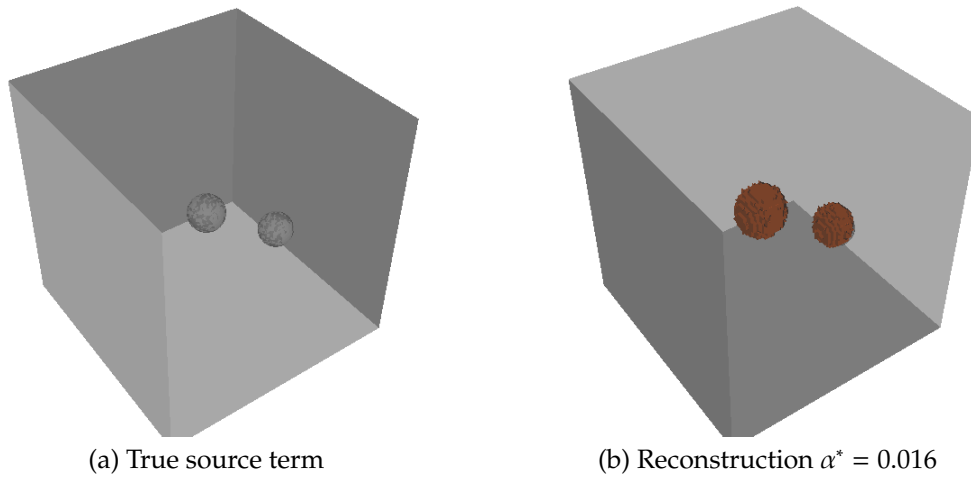 (a) True source term
(b) Reconstruction α* = 0.016